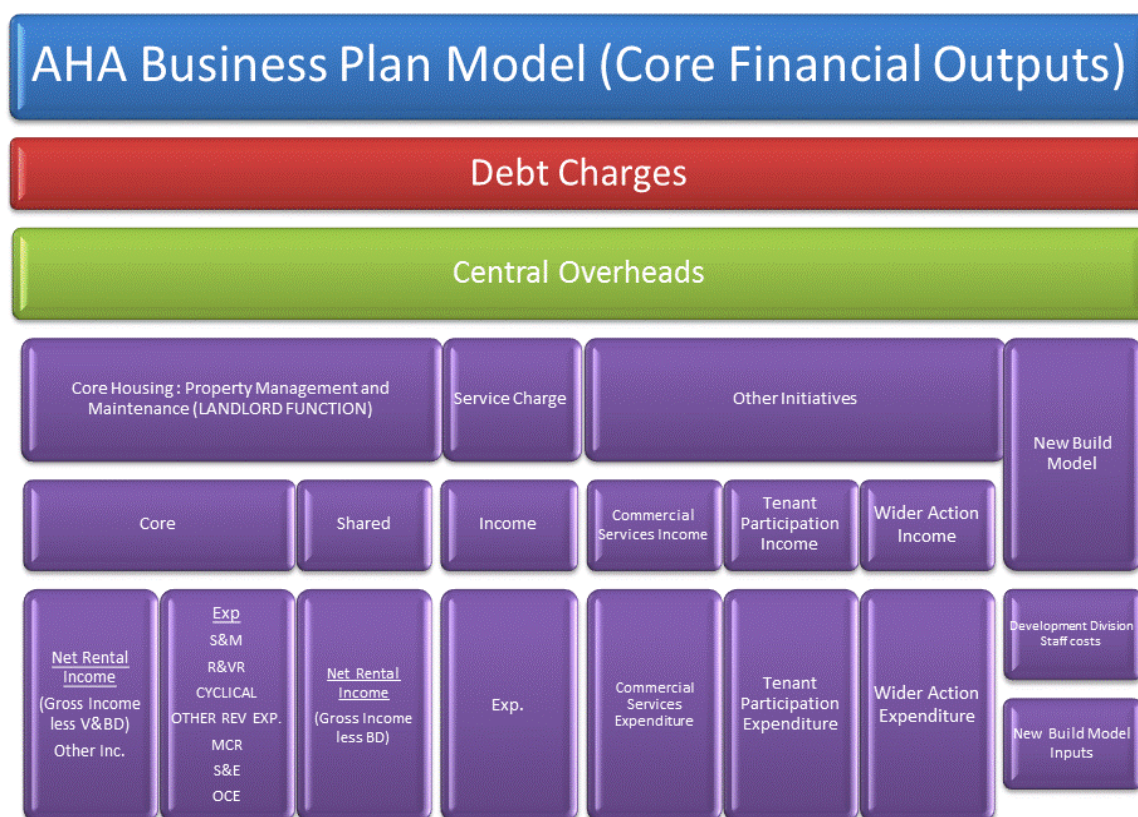 AHA Business Plan Model (Core Financial Outputs)
Debt Charges
Central Overheads
Core Housing : Property Management and
Maintenance (LANDLORD FUNCTION)
Service Charge
Other Initiatives
New Build
Model
Core
Shared
Income
Commercial
Services Income
Tenant
Participation
Income
Wider Action
Income
Net Rental
Income
(Gross Income
less V&BD)
Other Inc.
Exp
S&M
R&VR
CYCLICAL
OTHER REV EXP.
MCR
S&E
OCE
Net Rental
Income
(Gross Income
less BD)
Exp.
Commercial
Services
Expenditure
Tenant
Participation
Expenditure
Wider Action
Expenditure
Development Division
Staff costs
New Build Model
Inputs